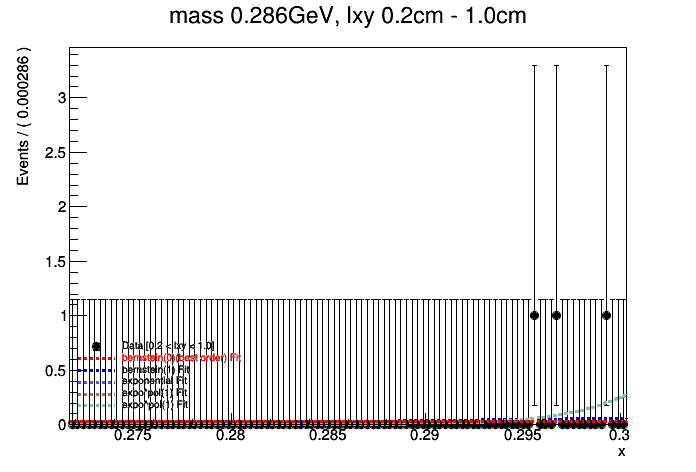 mass 0.286GeV, lxy 0.2cm - 1.0cm
Events / ( 0.000286 )
3
2.5
2
1.5
1
0.5
0
Data [0.2 < lxy < 1.0]
bernstein(0)(best order) Fit
bernstein(1) Fit
exponential Fit
expo*pol(1) Fit
expo*pol(1) Fit
0.275 0.28 0.285 0.29 0.295 0.3
x